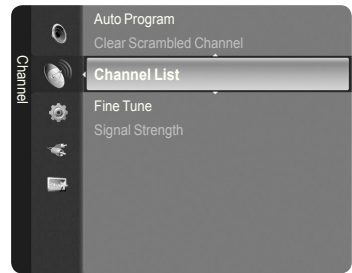 Channel
Auto Program
Clear Scrambled Channel
Channel List
Fine Tune
Signal Strength